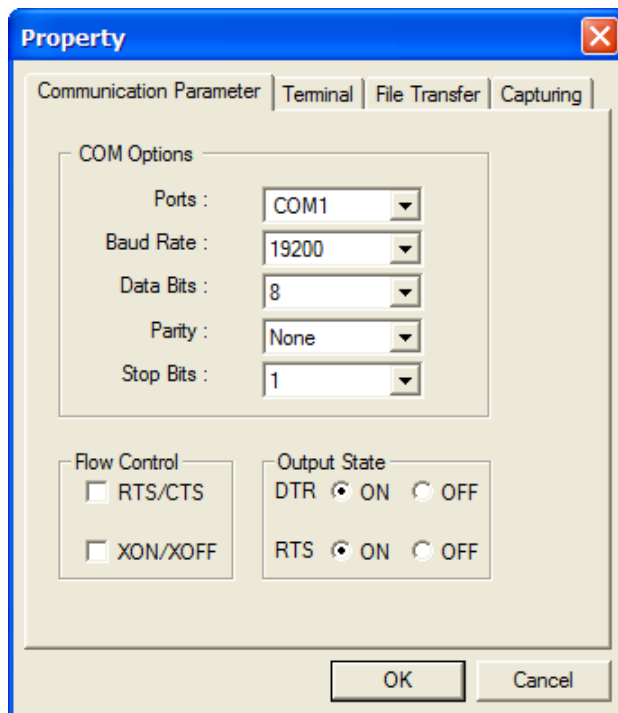 Property
Communication Parameter Terminal File Transfer Capturing
COM Options
Ports : COM1
Baud Rate : 19200
Data Bits : 8
Parity : None
Stop Bits : 1
Flow Control
RTS/CTS
XON/XOFF
Output State
DTR ON OFF
RTS ON OFF
OK Cancel